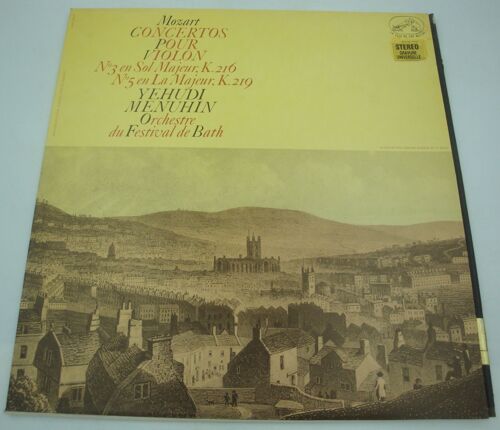 Mozart
CONCERTOS
POUR
VIOLON
N°3 en Sol Majeur, K.216
N°5 en La Majeur, K.219
YEHUDI
MENUHIN
Orchestre
du Festival de Bath
STEREO
GRAVURE
UNIVERSELLE